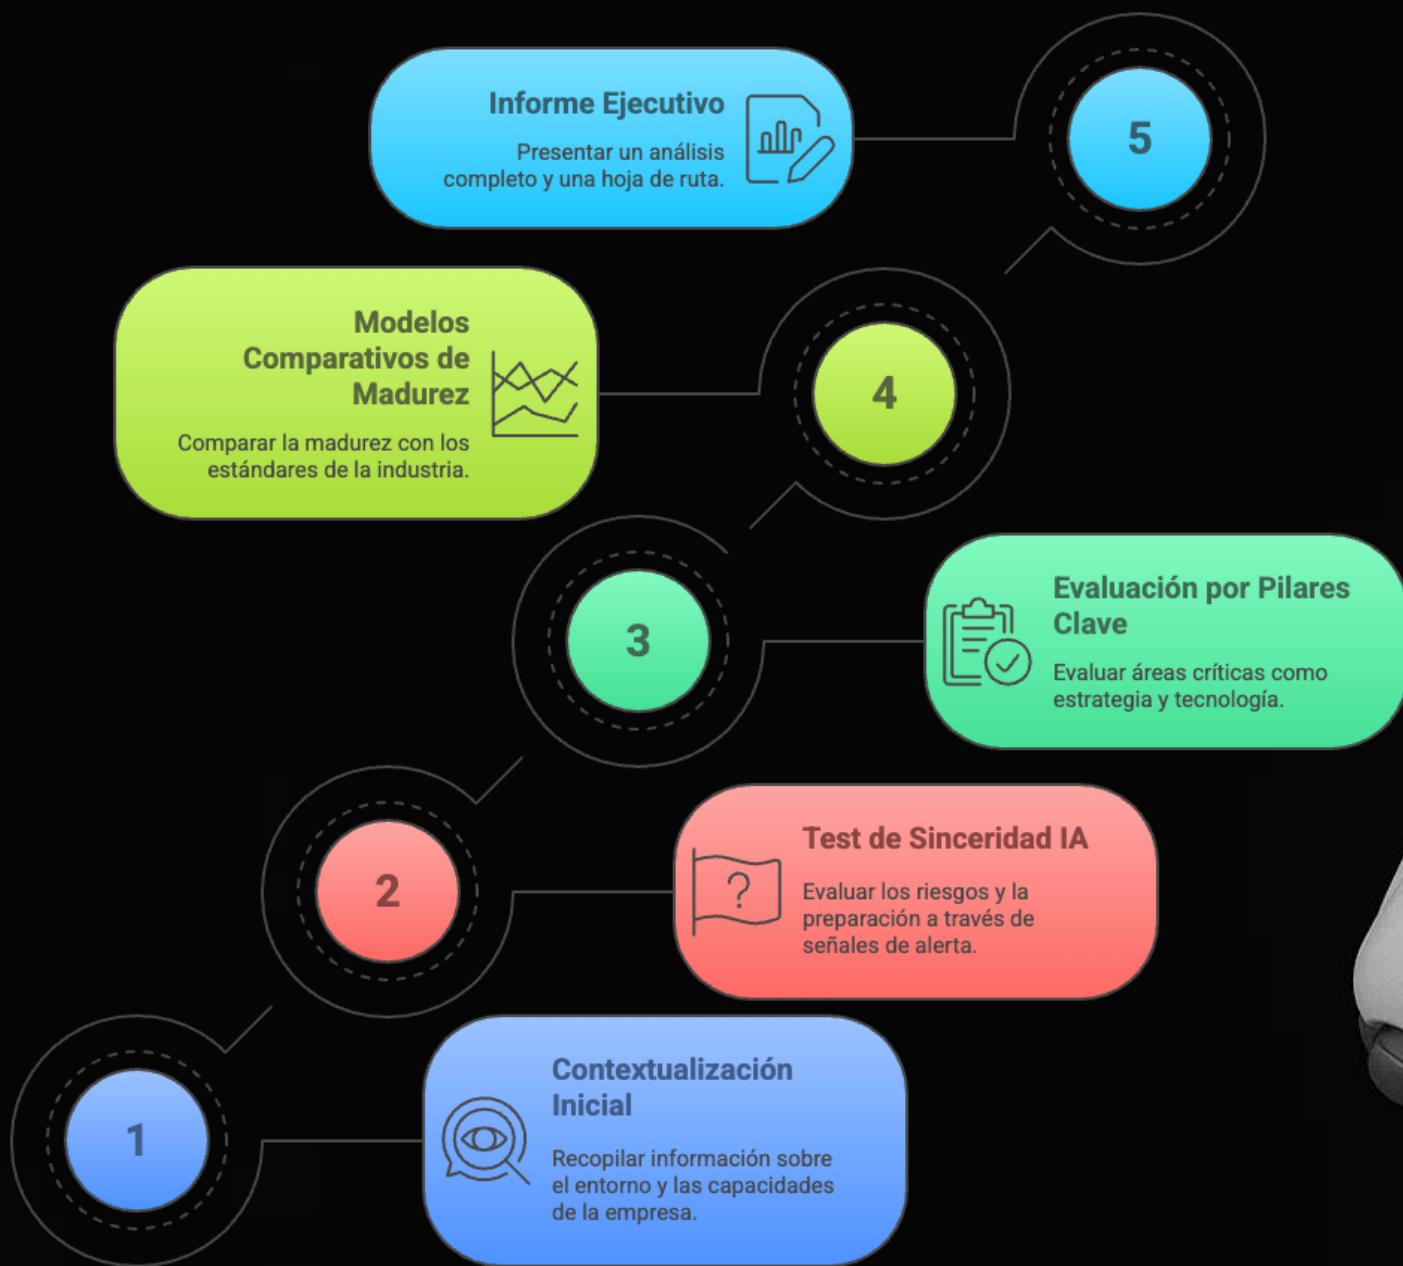 Informe Ejecutivo
Presentar un análisis
completo y una hoja de ruta.
5
Modelos
Comparativos de
Madurez
Comparar la madurez con los
estándares de la industria.
4
3
Evaluación por Pilares
Clave
Evaluar áreas críticas como
estrategia y tecnología.
2
Test de Sinceridad IA
Evaluar los riesgos y la
preparación a través de
señales de alerta.
1
Contextualización
Inicial
Recopilar información sobre
el entorno y las capacidades
de la empresa.